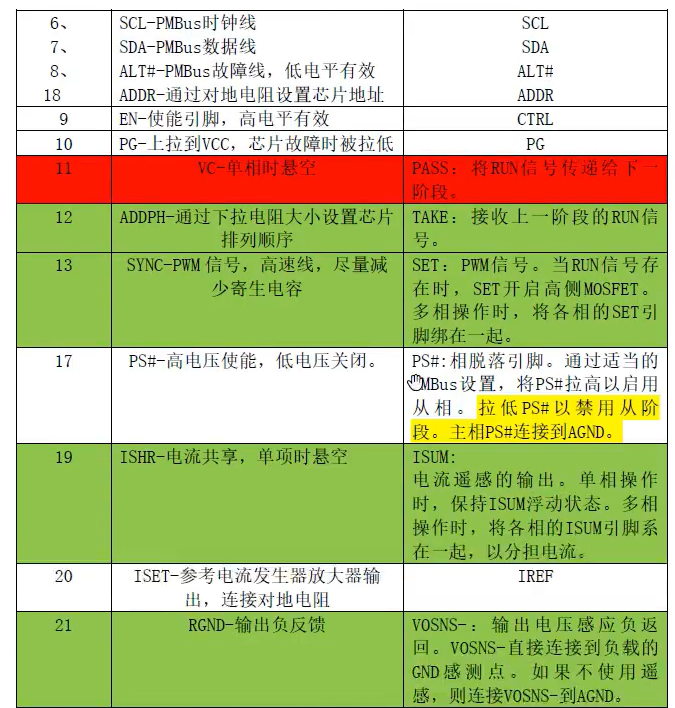 6、 SCL-PMBus时钟线 SCL
7、 SDA-PMBus数据线 SDA
8、 ALT#-PMBus故障线，低电平有效 ALT#
18 ADDR-通过对地电阻设置芯片地址 ADDR
9 EN-使能引脚，高电平有效 CTRL
10 PG-上拉到VCC，芯片故障时被拉低 PG
11 VC-单相时悬空 PASS：将RUN信号传递给下一
阶段。
12 ADDPH-通过下拉电阻大小设置芯片
排列顺序
TAKE：接收上一阶段的RUN信
号。
13 SYNC-PWM 信号，高速线，尽量减
少寄生电容
SET：PWM信号。当RUN信号存
在时，SET开启高侧MOSFET。
多相操作时，将各相的SET引
脚绑在一起。
17 PS#-高电压使能，低电压关闭。 PS#:相脱落引脚。通过适当的
MBus设置，将PS#拉高以启用
从相。拉低PS#以禁用从阶
段。主相PS#连接到AGND。
19 ISHR-电流共享，单项时悬空 ISUM:
电流遥感的输出。单相操作
时，保持ISUM浮动状态。多相
操作时，将各相的ISUM引脚系
在一起，以分担电流。
20 ISET-参考电流发生器放大器输
出，连接对地电阻
IREF
21 RGND-输出负反馈 VOSNS-：输出电压感应负返
回。VOSNS-直接连接到负载的
GND感测点。如果不使用遥
感，则连接VOSNS-到AGND。